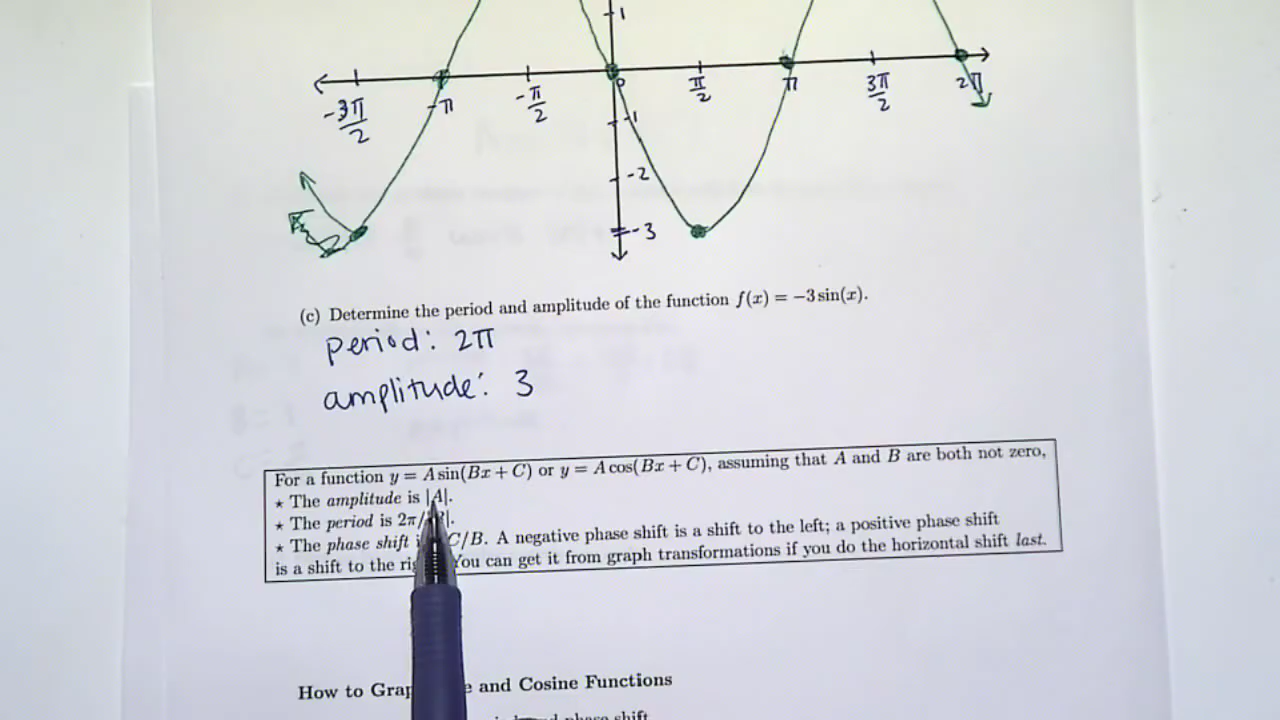 1
-3π/2 -π -π/2 0 π/2 π 3π/2 2π
-1
-2
-3
(c) Determine the period and amplitude of the function f(x) = −3 sin(x).
period: 2π
amplitude: 3
For a function y = A sin(Bx + C) or y = A cos(Bx + C), assuming that A and B are both not zero,
⋆ The amplitude is |A|.
⋆ The period is 2π/ |.
⋆ The phase shift C/B. A negative phase shift is a shift to the left; a positive phase shift
is a shift to the You can get it from graph transformations if you do the horizontal shift last.
How to and Cosine Functions
phase shift